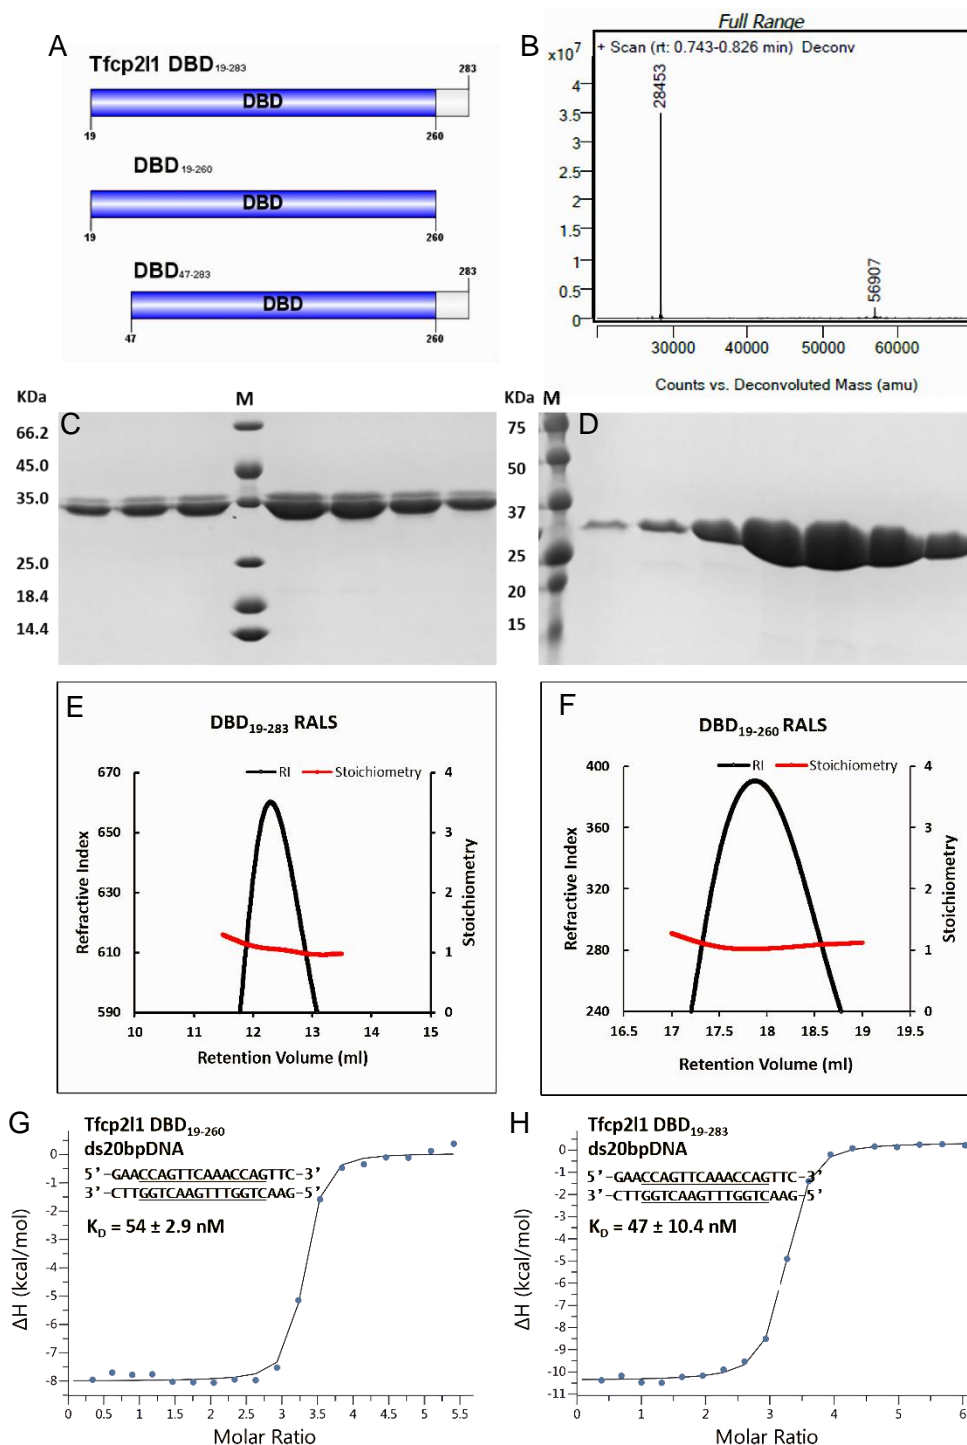 A
Tfcp2l1 DBD19-283
283
DBD
19
260
DBD19-260
DBD
19
260
DBD47-283
283
DBD
47
260
B
Full Range
+ Scan (rt: 0.743-0.826 min) Deconv
x10⁷
4
3.5
3
2.5
2
1.5
1
0.5
0
28453
56907
30000 40000 50000 60000
Counts vs. Deconvoluted Mass (amu)
KDa
M
C
66.2
45.0
35.0
25.0
18.4
14.4
KDa M
D
75
50
37
25
20
15
E
DBD19-283 RALS
RI Stoichiometry
670
650
630
610
590
Refractive Index
4
3
2
1
0
Stoichiometry
10 11 12 13 14 15
Retention Volume (ml)
F
DBD19-260 RALS
RI Stoichiometry
400
360
320
280
240
Refractive Index
4
3
2
1
0
Stoichiometry
16.5 17 17.5 18 18.5 19 19.5
Retention Volume (ml)
G
Tfcp2l1 DBD19-260
ds20bpDNA
5'-GAACCAGTTCAAACCAGTTC-3'
3'-CTTGGTCAAGTTTGGTCAAG-5'
KD = 54 ± 2.9 nM
0
-1
-2
-3
-4
-5
-6
-7
-8
ΔH (kcal/mol)
0 0.5 1 1.5 2 2.5 3 3.5 4 4.5 5 5.5
Molar Ratio
H
Tfcp2l1 DBD19-283
ds20bpDNA
5'-GAACCAGTTCAAACCAGTTC-3'
3'-CTTGGTCAAGTTTGGTCAAG-5'
KD = 47 ± 10.4 nM
0
-1
-2
-3
-4
-5
-6
-7
-8
-9
-10
-11
ΔH (kcal/mol)
0 1 2 3 4 5 6
Molar Ratio